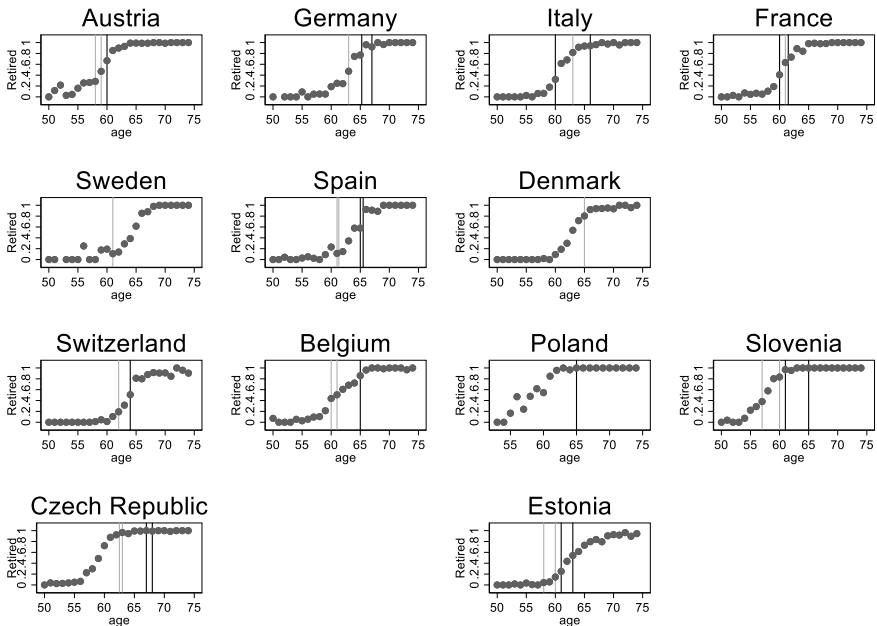 Austria Germany Italy France
Retired 0 .2 .4 .6 .8 1 Retired 0 .2 .4 .6 .8 1 Retired 0 .2 .4 .6 .8 1 Retired 0 .2 .4 .6 .8 1
50 55 60 65 70 75 50 55 60 65 70 75 50 55 60 65 70 75 50 55 60 65 70 75
age age age age
Sweden Spain Denmark
Retired 0 .2 .4 .6 .8 1 Retired 0 .2 .4 .6 .8 1 Retired 0 .2 .4 .6 .8 1
50 55 60 65 70 75 50 55 60 65 70 75 50 55 60 65 70 75
age age age
Switzerland Belgium Poland Slovenia
Retired 0 .2 .4 .6 .8 1 Retired 0 .2 .4 .6 .8 1 Retired 0 .2 .4 .6 .8 1 Retired 0 .2 .4 .6 .8 1
50 55 60 65 70 75 50 55 60 65 70 75 55 60 65 70 75 50 55 60 65 70 75
age age age age
Czech Republic Estonia
Retired 0 .2 .4 .6 .8 1 Retired 0 .2 .4 .6 .8 1
50 55 60 65 70 75 50 55 60 65 70 75
age age